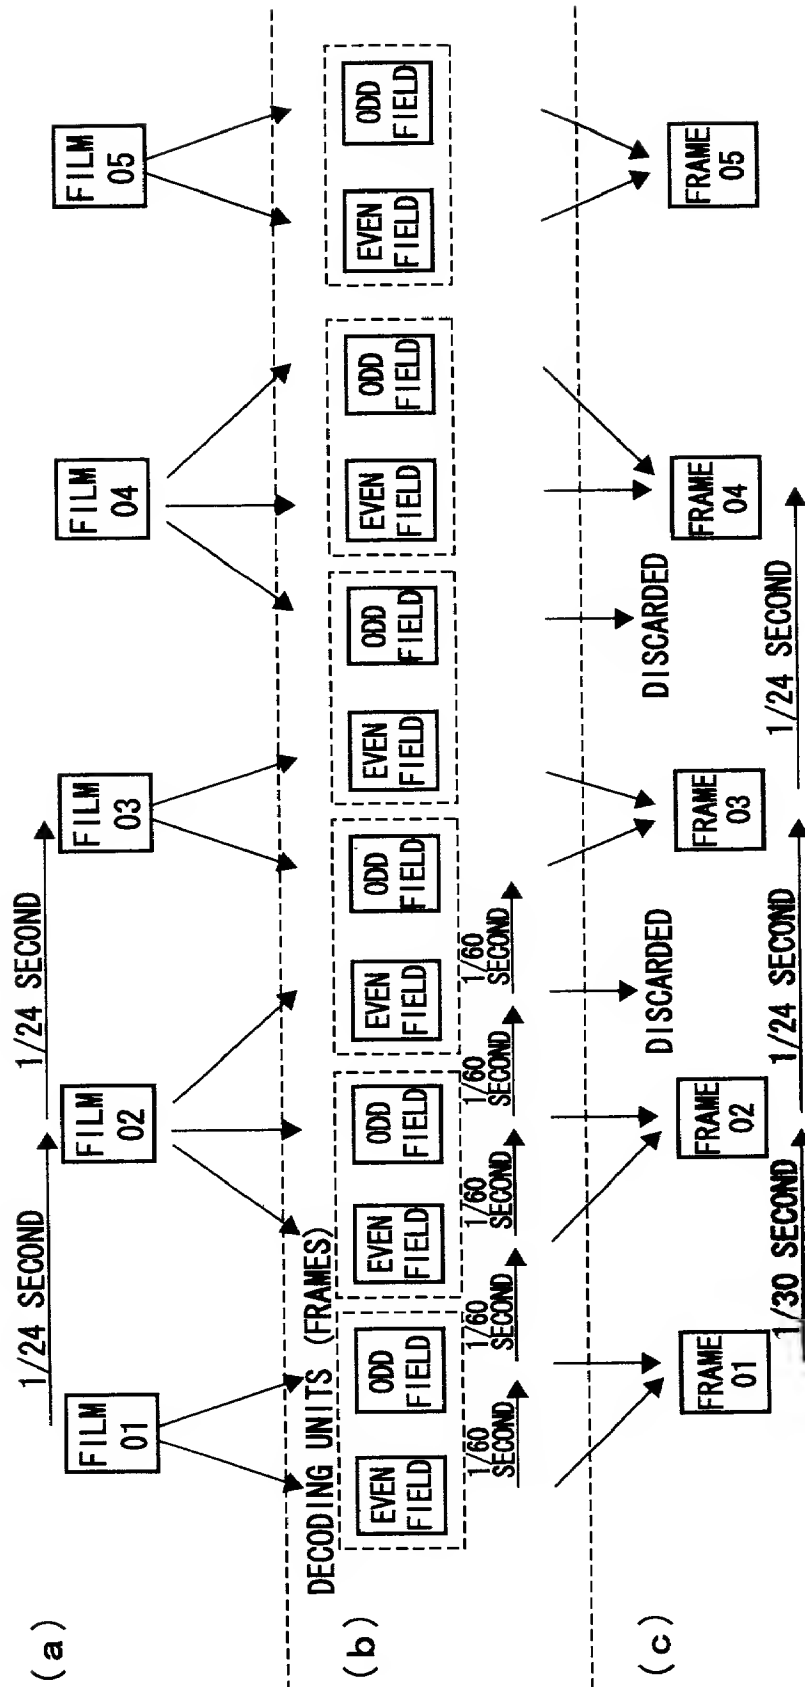 (a)
1/24 SECOND
1/24 SECOND
FILM
01
FILM
02
FILM
03
FILM
04
FILM
05
(b)
DECODING UNITS (FRAMES)
EVEN
FIELD
ODD
FIELD
EVEN
FIELD
ODD
FIELD
EVEN
FIELD
ODD
FIELD
EVEN
FIELD
ODD
FIELD
EVEN
FIELD
ODD
FIELD
EVEN
FIELD
ODD
FIELD
1/60
SECOND
1/60
SECOND
1/60
SECOND
1/60
SECOND
1/60
SECOND
(c)
DISCARDED
DISCARDED
FRAME
01
FRAME
02
FRAME
03
FRAME
04
FRAME
05
1/30 SECOND
1/24 SECOND
1/24 SECOND